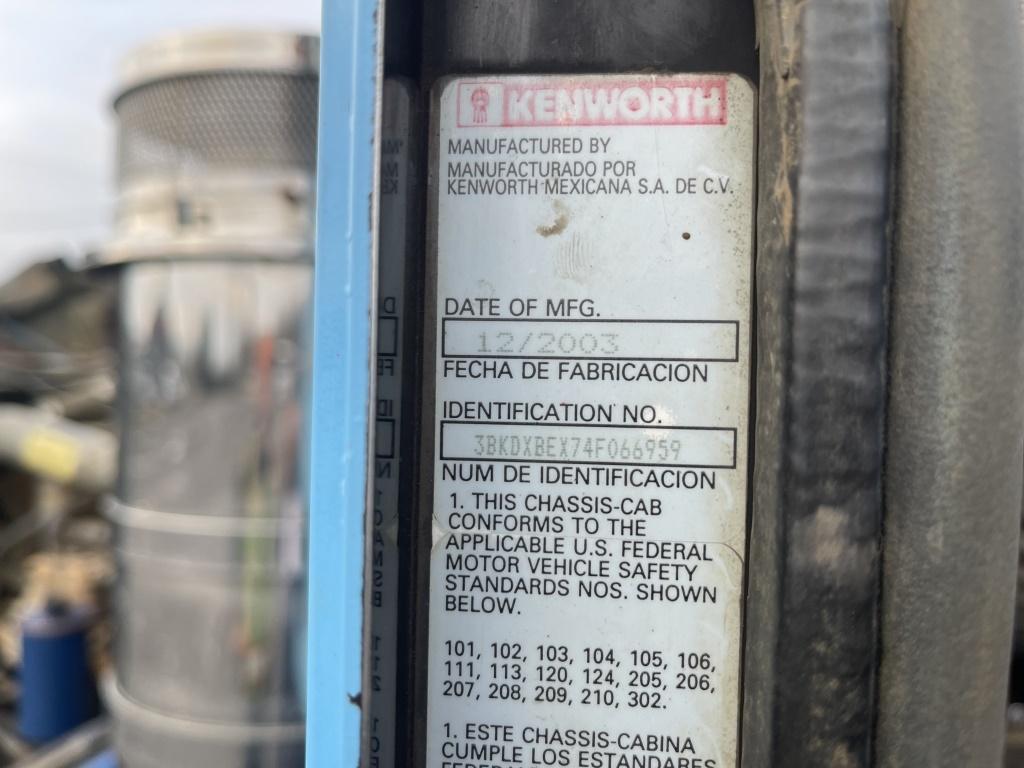 KENWORTH
MANUFACTURED BY
MANUFACTURADO POR
KENWORTH MEXICANA S.A. DE C.V.
DATE OF MFG.
12/2003
FECHA DE FABRICACION
IDENTIFICATION NO.
3BKDXBEX74F066959
NUM DE IDENTIFICACION
1. THIS CHASSIS-CAB
CONFORMS TO THE
APPLICABLE U.S. FEDERAL
MOTOR VEHICLE SAFETY
STANDARDS NOS. SHOWN
BELOW.
101, 102, 103, 104, 105, 106,
111, 113, 120, 124, 205, 206,
207, 208, 209, 210, 302.
1. ESTE CHASSIS-CABINA
CUMPLE LOS ESTANDARES